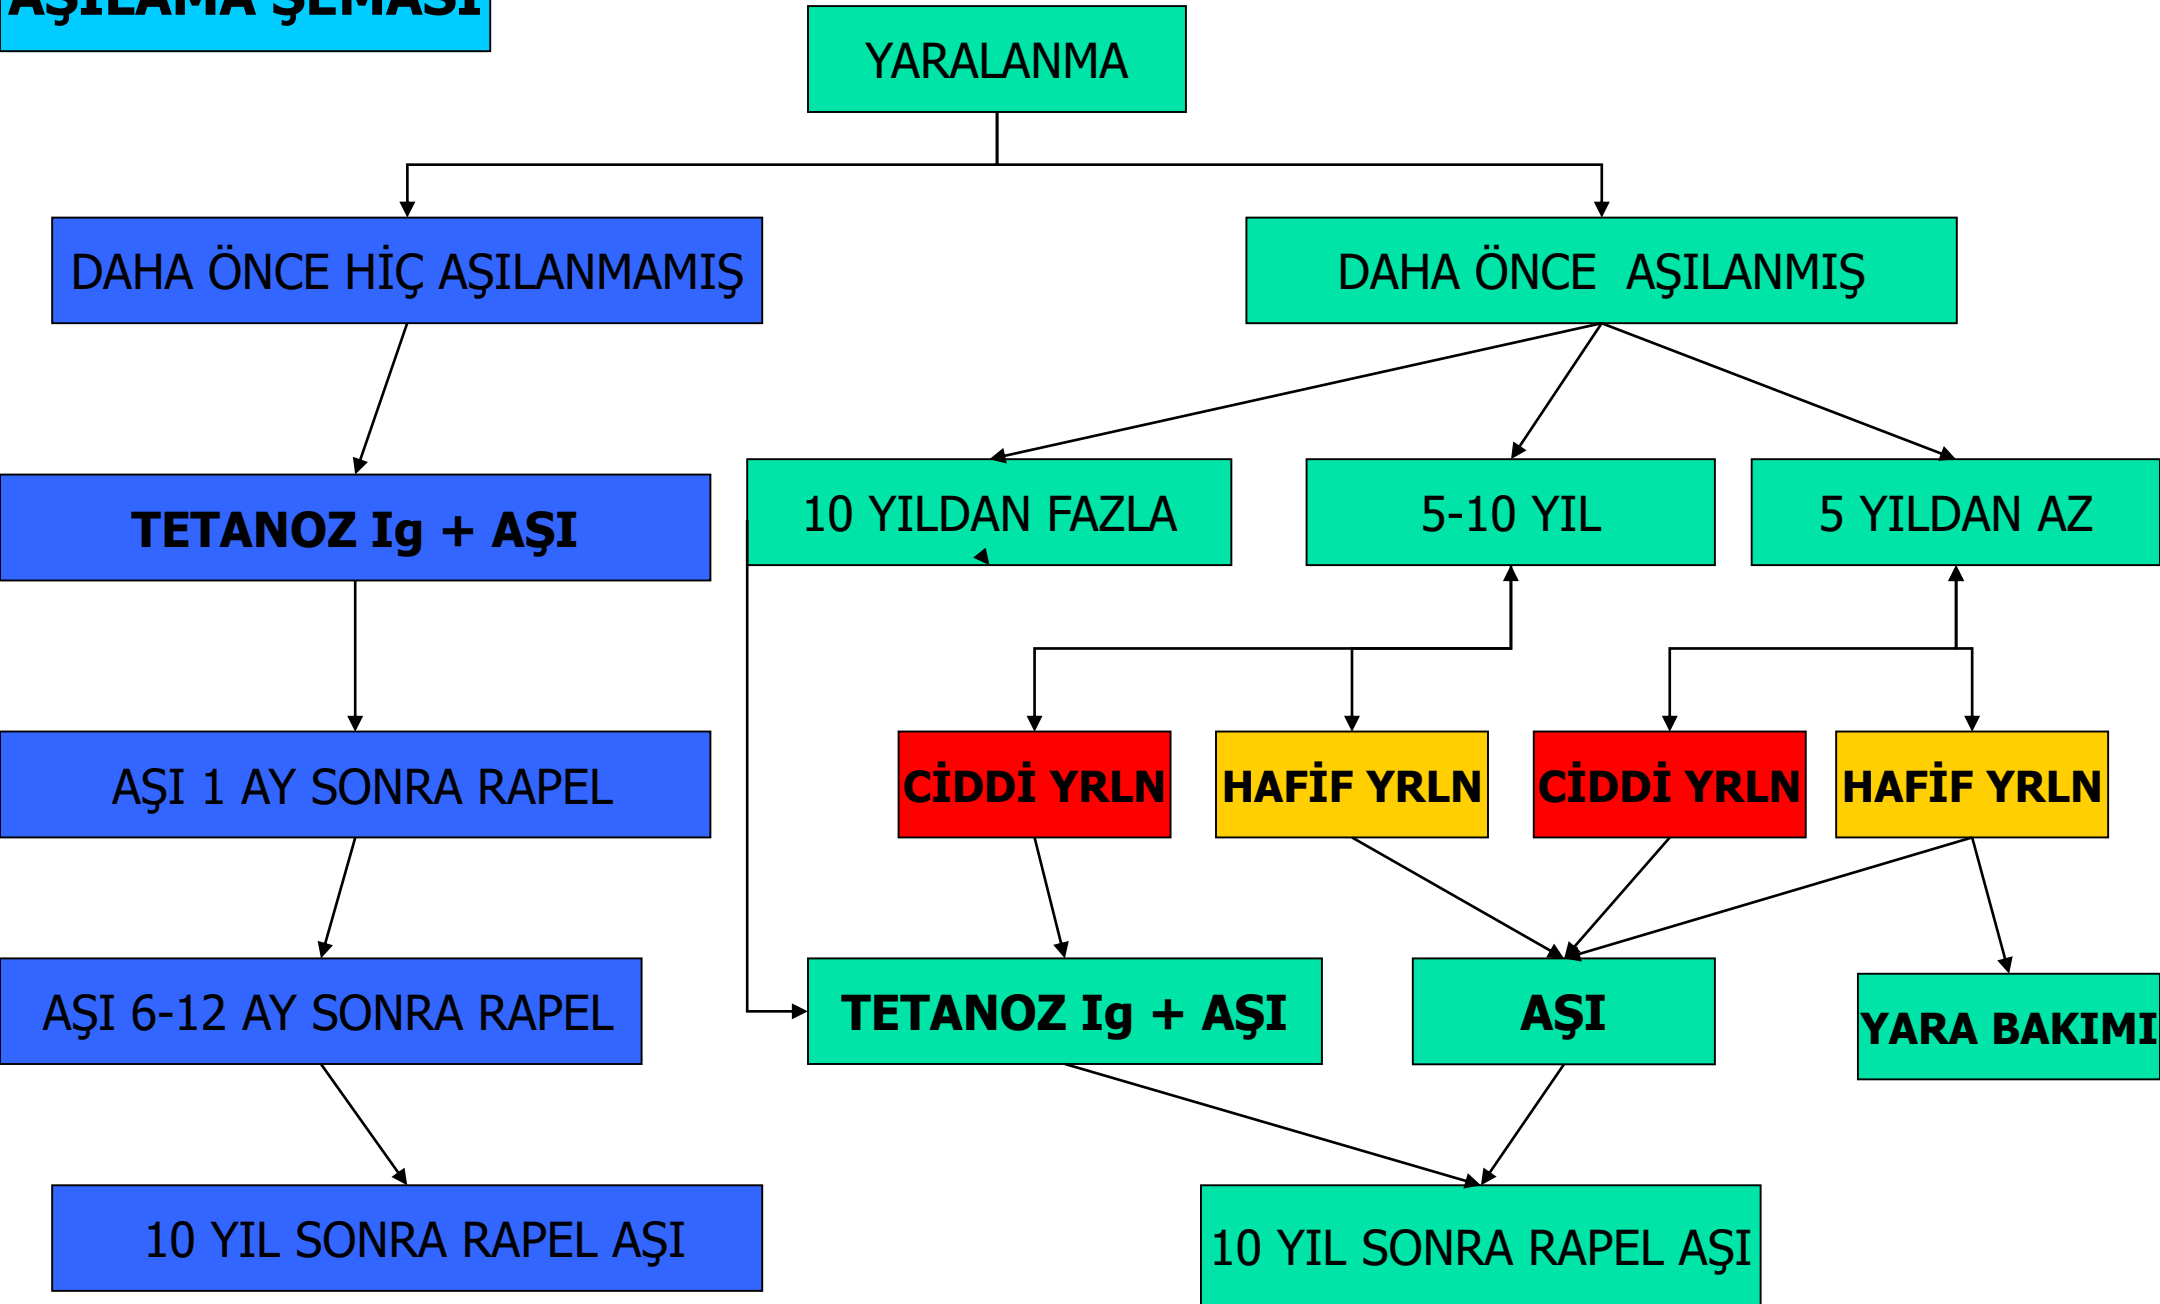 AŞILAMA ŞEMASI
YARALANMA
DAHA ÖNCE HİÇ AŞILANMAMIŞ
DAHA ÖNCE  AŞILANMIŞ
10 YILDAN FAZLA
5-10 YIL
5 YILDAN AZ
TETANOZ Ig + AŞI
AŞI 1 AY SONRA RAPEL
CİDDİ YRLN
HAFİF YRLN
CİDDİ YRLN
HAFİF YRLN
AŞI 6-12 AY SONRA RAPEL
TETANOZ Ig + AŞI
AŞI
YARA BAKIMI
10 YIL SONRA RAPEL AŞI
10 YIL SONRA RAPEL AŞI